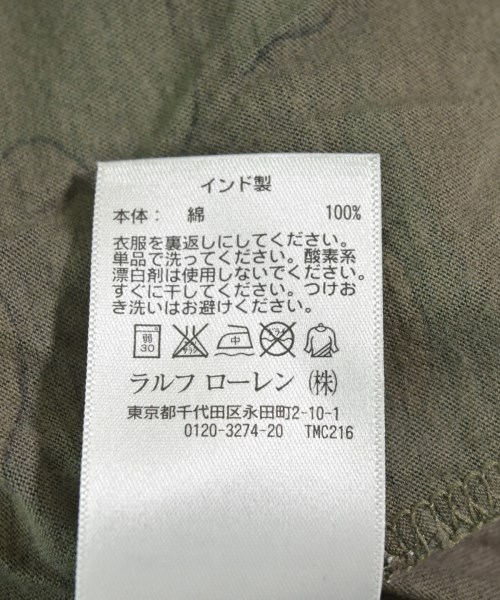 インド製
本体： 綿 100%
衣服を裏返しにしてください。
単品で洗ってください。酸素系
漂白剤は使用しないでください。
すぐに干してください。つけお
き洗いはお避けください。
弱 30 中
ラルフ ローレン （株）
東京都千代田区永田町2-10-1
0120-3274-20 TMC216